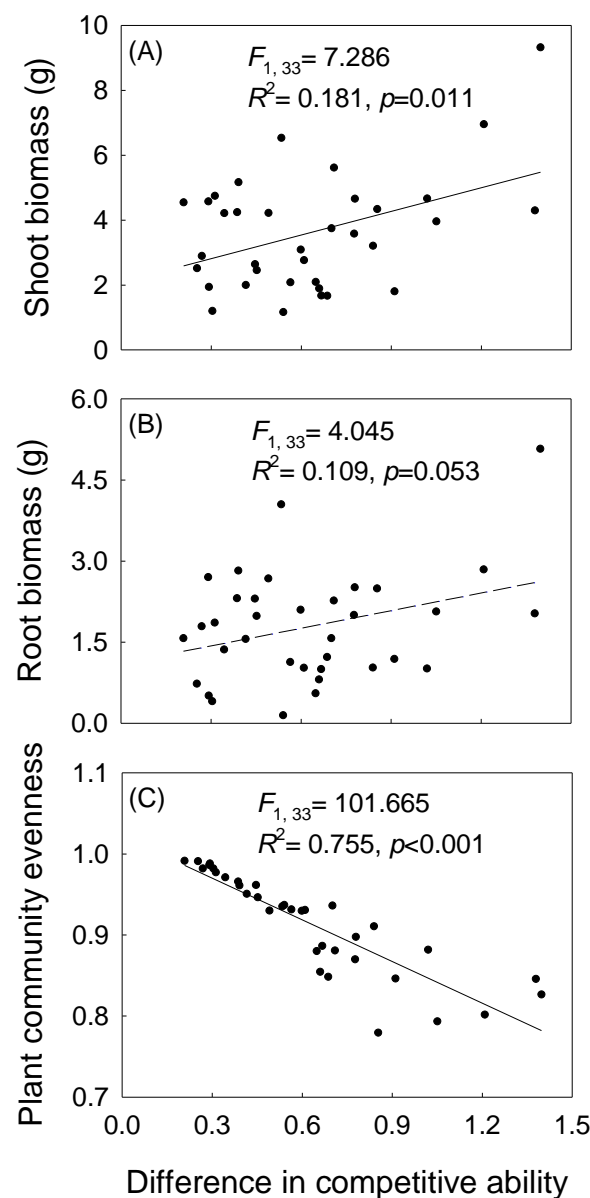 (A)
F1, 33= 7.286
R2= 0.181, p=0.011
Shoot biomass (g)
10
8
6
4
2
0
(B)
F1, 33= 4.045
R2= 0.109, p=0.053
Root biomass (g)
6.0
4.5
3.0
1.5
0.0
(C)
F1, 33= 101.665
R2= 0.755, p<0.001
Plant community evenness
1.1
1.0
0.9
0.8
0.7
0.0 0.3 0.6 0.9 1.2 1.5
Difference in competitive ability